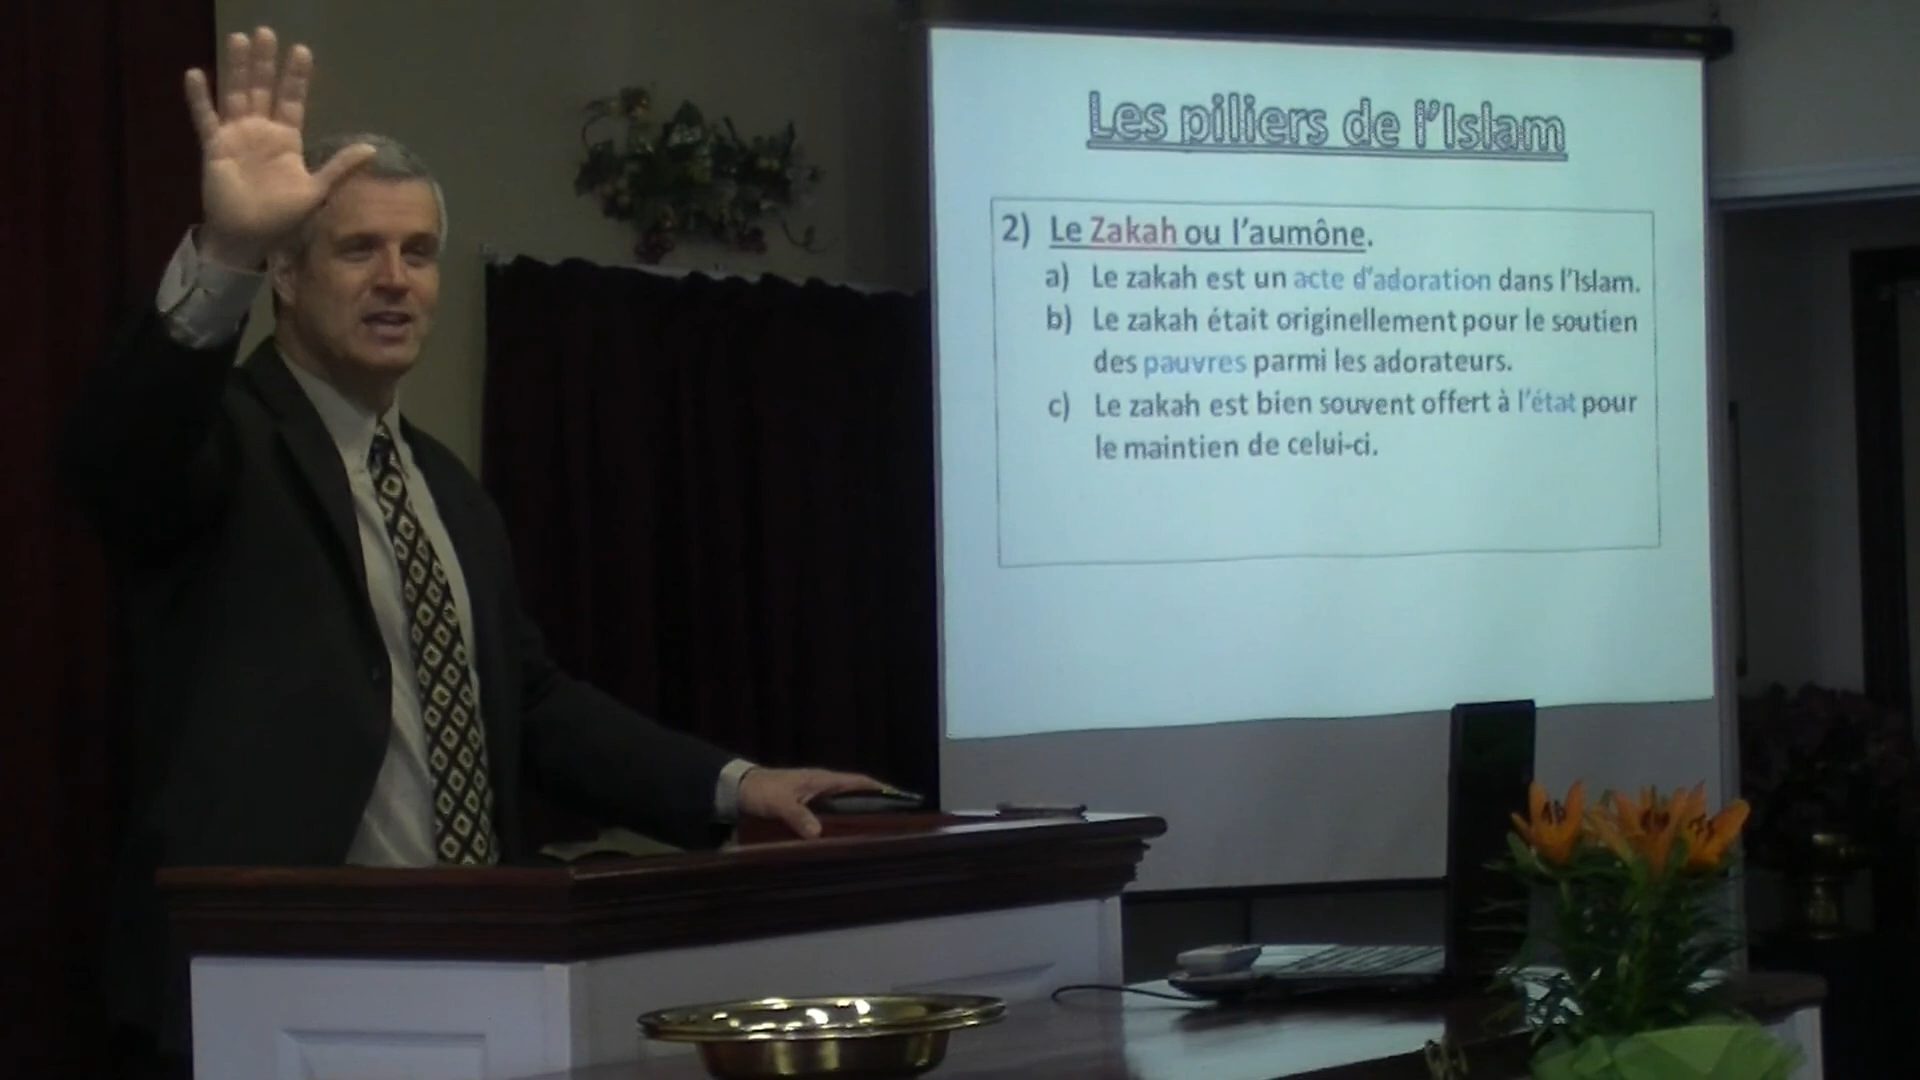 Les piliers de l'Islam
2) Le Zakah ou l'aumône.
a) Le zakah est un acte d'adoration dans l'Islam.
b) Le zakah était originellement pour le soutien
des pauvres parmi les adorateurs.
c) Le zakah est bien souvent offert à l'état pour
le maintien de celui-ci.